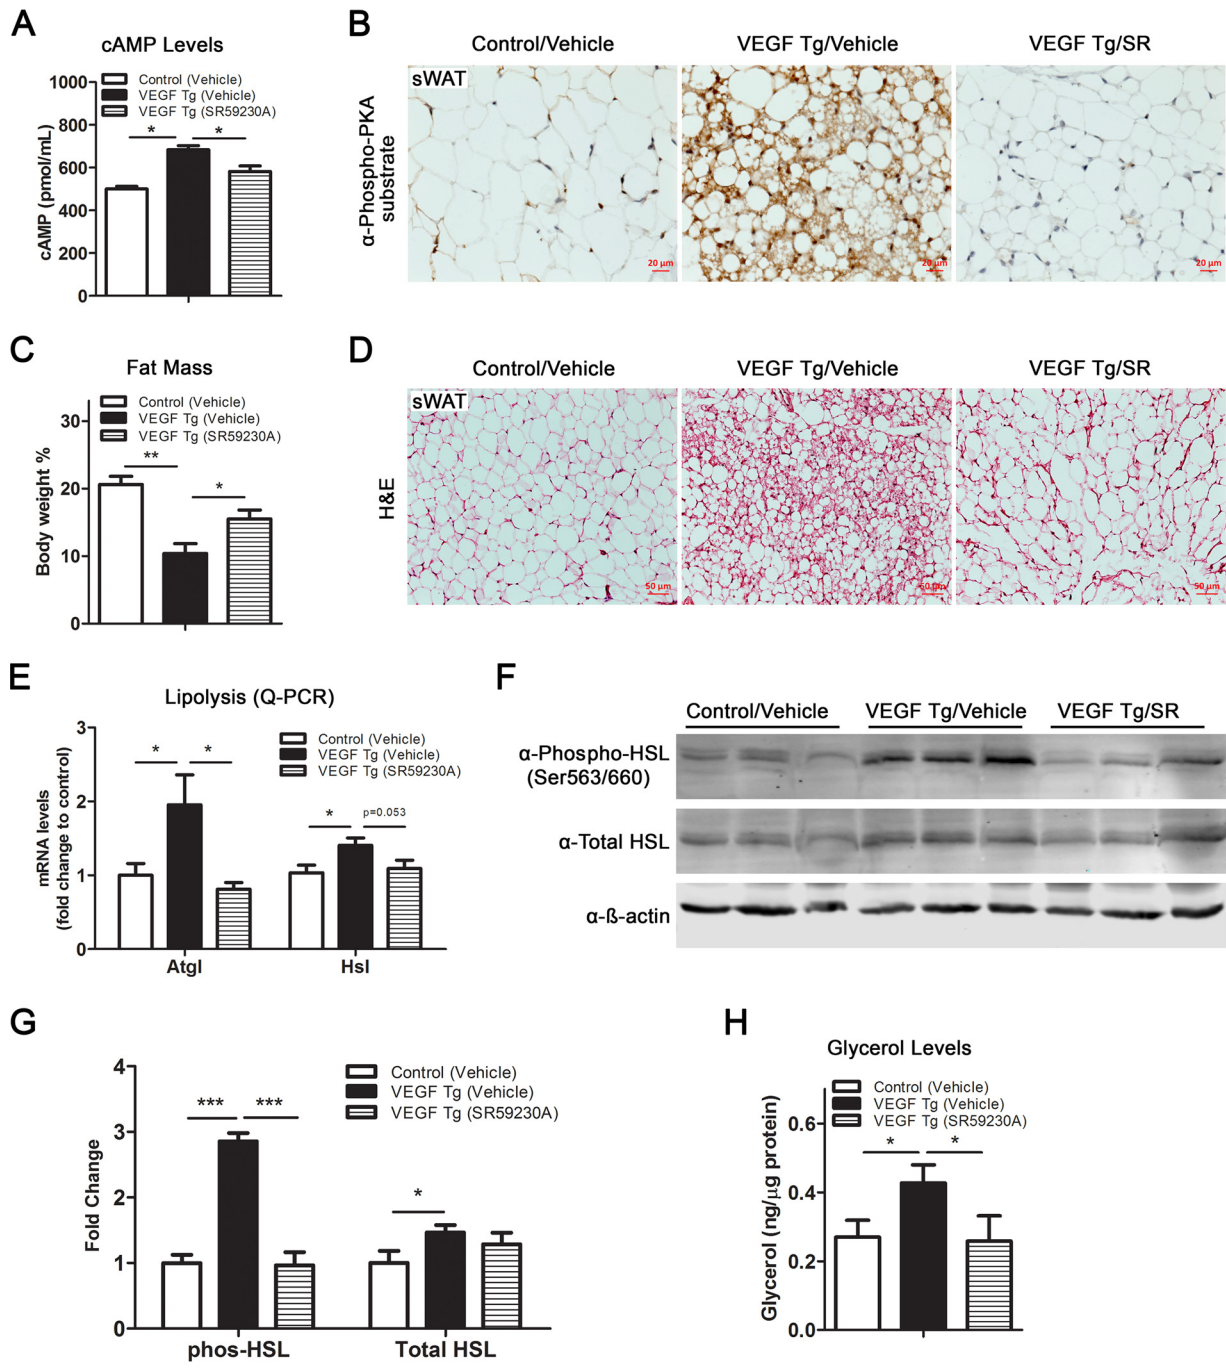 A
cAMP Levels
1000
800
600
400
200
0
cAMP (pmol/mL)
Control (Vehicle)
VEGF Tg (Vehicle)
VEGF Tg (SR59230A)
*
*
B
Control/Vehicle
VEGF Tg/Vehicle
VEGF Tg/SR
α-Phospho-PKA
substrate
sWAT
20 µm
20 µm
20 µm
C
Fat Mass
30
20
10
0
Body weight %
Control (Vehicle)
VEGF Tg (Vehicle)
VEGF Tg (SR59230A)
**
*
D
Control/Vehicle
VEGF Tg/Vehicle
VEGF Tg/SR
H&E
sWAT
50 µm
50 µm
50 µm
E
Lipolysis (Q-PCR)
3
2
1
0
mRNA levels
(fold change to control)
Control (Vehicle)
VEGF Tg (Vehicle)
VEGF Tg (SR59230A)
*
*
*
p=0.053
Atgl
Hsl
F
Control/Vehicle
VEGF Tg/Vehicle
VEGF Tg/SR
α-Phospho-HSL
(Ser563/660)
α-Total HSL
α-ß-actin
G
4
3
2
1
0
Fold Change
Control (Vehicle)
VEGF Tg (Vehicle)
VEGF Tg (SR59230A)
***
***
*
phos-HSL
Total HSL
H
Glycerol Levels
0.6
0.4
0.2
0.0
Glycerol (ng/µg protein)
Control (Vehicle)
VEGF Tg (Vehicle)
VEGF Tg (SR59230A)
*
*